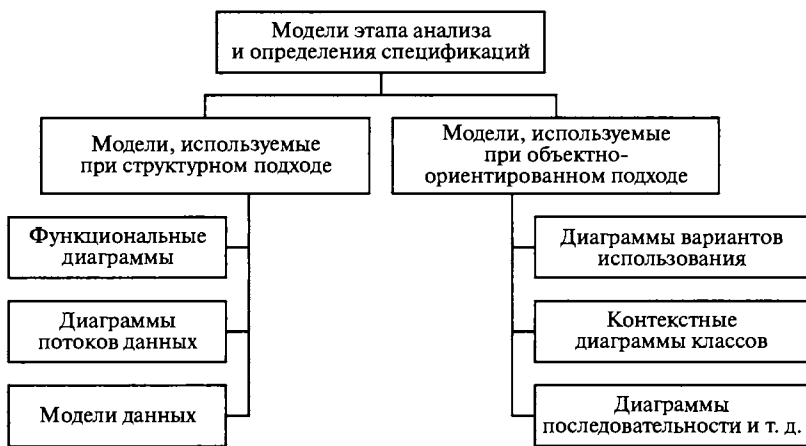 Модели этапа анализа
и определения спецификаций
Модели, используемые
при структурном подходе
Модели, используемые
при объектно-
ориентированном подходе
Функциональные
диаграммы
Диаграммы
потоков данных
Модели данных
Диаграммы вариантов
использования
Контекстные
диаграммы классов
Диаграммы
последовательности и т. д.